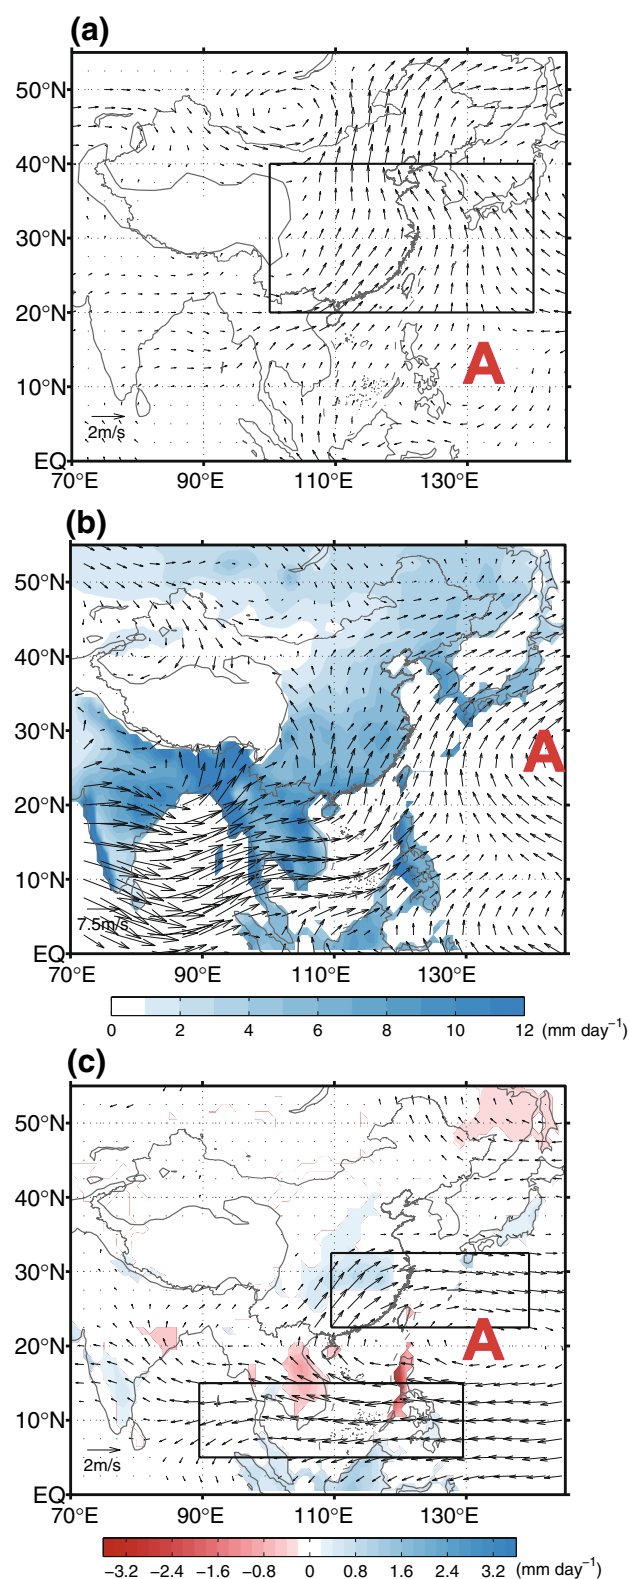 (a)
50°N
40°N
30°N
20°N
10°N
EQ
A
2m/s
70°E 90°E 110°E 130°E
(b)
50°N
40°N
30°N
20°N
10°N
EQ
A
7.5m/s
70°E 90°E 110°E 130°E
0 2 4 6 8 10 12 (mm day⁻¹)
(c)
50°N
40°N
30°N
20°N
10°N
EQ
A
2m/s
70°E 90°E 110°E 130°E
−3.2 −2.4 −1.6 −0.8 0 0.8 1.6 2.4 3.2 (mm day⁻¹)